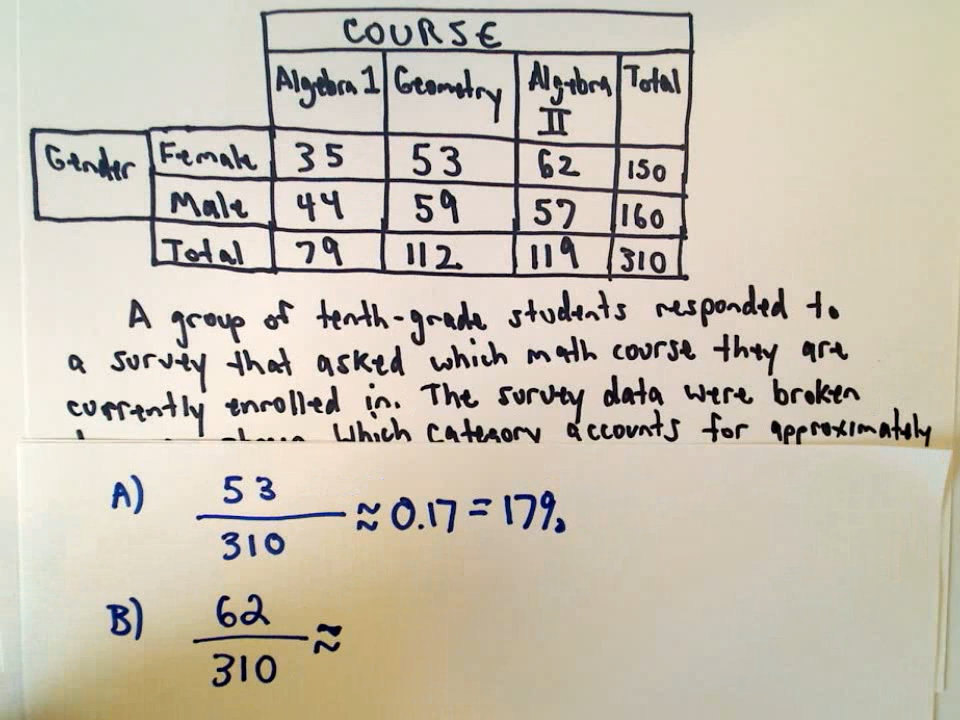 COURSE
Algebra 1 Geometry Algebra II Total
Gender Female 35 53 62 150
Male 44 59 57 160
Total 79 112 119 310
A group of tenth-grade students responded to
a survey that asked which math course they are
currently enrolled in. The survey data were broken
Which category accounts for approximately
A) 53/310 ≈ 0.17 = 17%
B) 62/310 ≈